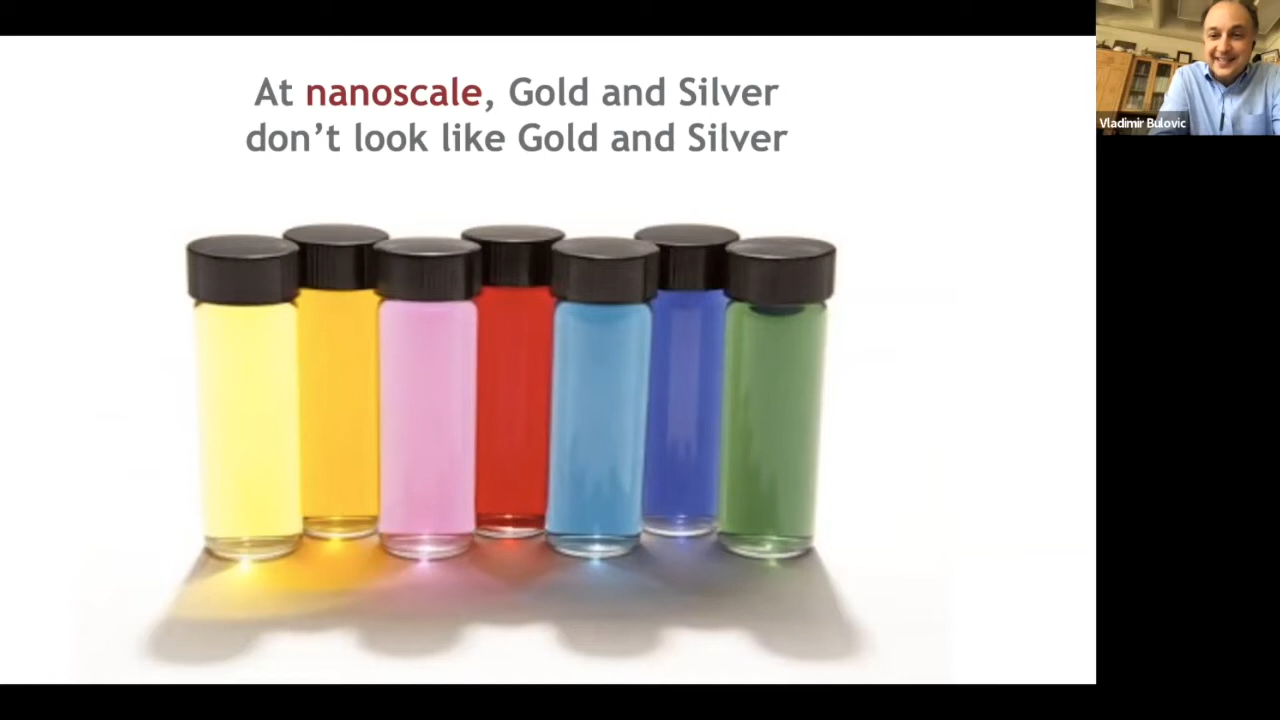 At nanoscale, Gold and Silver
don’t look like Gold and Silver
Vladimir Bulovic